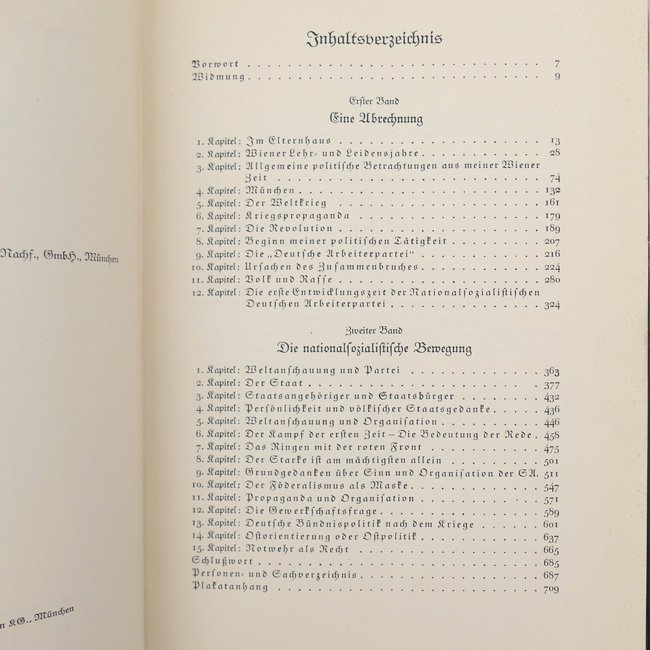 Nachf., GmbH., München
n KG., München
Inhaltsverzeichnis
Vorwort . . . . . . . . . . . . . . . . . . . . . . . . 7
Widmung . . . . . . . . . . . . . . . . . . . . . . . . 9
Erster Band
Eine Abrechnung
1. Kapitel: Im Elternhaus . . . . . . . . . . . . . . . . 13
2. Kapitel: Wiener Lehr- und Leidensjahre . . . . . . . . . 28
3. Kapitel: Allgemeine politische Betrachtungen aus meiner Wiener
Zeit . . . . . . . . . . . . . . . . . . . . 74
4. Kapitel: München . . . . . . . . . . . . . . . . . . 132
5. Kapitel: Der Weltkrieg . . . . . . . . . . . . . . . . 161
6. Kapitel: Kriegspropaganda . . . . . . . . . . . . . . 179
7. Kapitel: Die Revolution . . . . . . . . . . . . . . . 189
8. Kapitel: Beginn meiner politischen Tätigkeit . . . . . . . 207
9. Kapitel: Die „Deutsche Arbeiterpartei“ . . . . . . . . . 216
10. Kapitel: Ursachen des Zusammenbruches . . . . . . . . . 224
11. Kapitel: Volk und Rasse . . . . . . . . . . . . . . . 280
12. Kapitel: Die erste Entwicklungszeit der Nationalsozialistischen
Deutschen Arbeiterpartei . . . . . . . . . . . 324
Zweiter Band
Die nationalsozialistische Bewegung
1. Kapitel: Weltanschauung und Partei . . . . . . . . . . 363
2. Kapitel: Der Staat . . . . . . . . . . . . . . . . . 377
3. Kapitel: Staatsangehöriger und Staatsbürger . . . . . . . 432
4. Kapitel: Persönlichkeit und völkischer Staatsgedanke . . . . 436
5. Kapitel: Weltanschauung und Organisation . . . . . . . . 446
6. Kapitel: Der Kampf der ersten Zeit – Die Bedeutung der Rede . 458
7. Kapitel: Das Ringen mit der roten Front . . . . . . . . . 475
8. Kapitel: Der Starke ist am mächtigsten allein . . . . . . . 501
9. Kapitel: Grundgedanken über Sinn und Organisation der SA. . 511
10. Kapitel: Der Föderalismus als Maske . . . . . . . . . . 547
11. Kapitel: Propaganda und Organisation . . . . . . . . . 571
12. Kapitel: Die Gewerkschaftsfrage . . . . . . . . . . . . 589
13. Kapitel: Deutsche Bündnispolitik nach dem Kriege . . . . . 601
14. Kapitel: Ostorientierung oder Ostpolitik . . . . . . . . . 637
15. Kapitel: Notwehr als Recht . . . . . . . . . . . . . . 665
Schlußwort . . . . . . . . . . . . . . . . . . . . . . 685
Personen- und Sachverzeichnis . . . . . . . . . . . . . . 687
Plakatanhang . . . . . . . . . . . . . . . . . . . . . 709